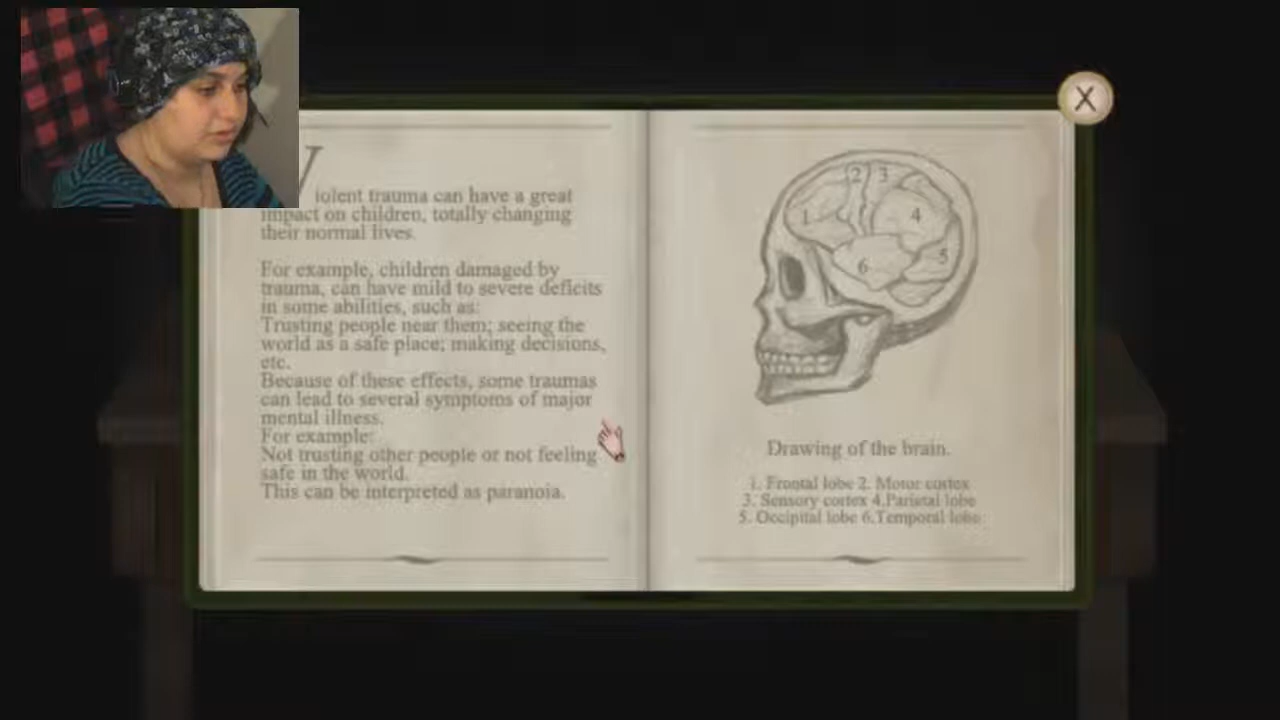 Violent trauma can have a great
impact on children, totally changing
their normal lives.
For example, children damaged by
trauma, can have mild to severe deficits
in some abilities, such as:
Trusting people near them; seeing the
world as a safe place; making decisions,
etc.
Because of these effects, some traumas
can lead to several symptoms of major
mental illness.
For example:
Not trusting other people or not feeling
safe in the world.
This can be interpreted as paranoia.
X
2 3
1 4
5
6
Drawing of the brain.
1. Frontal lobe 2. Motor cortex
3. Sensory cortex 4.Parietal lobe
5. Occipital lobe 6.Temporal lobe